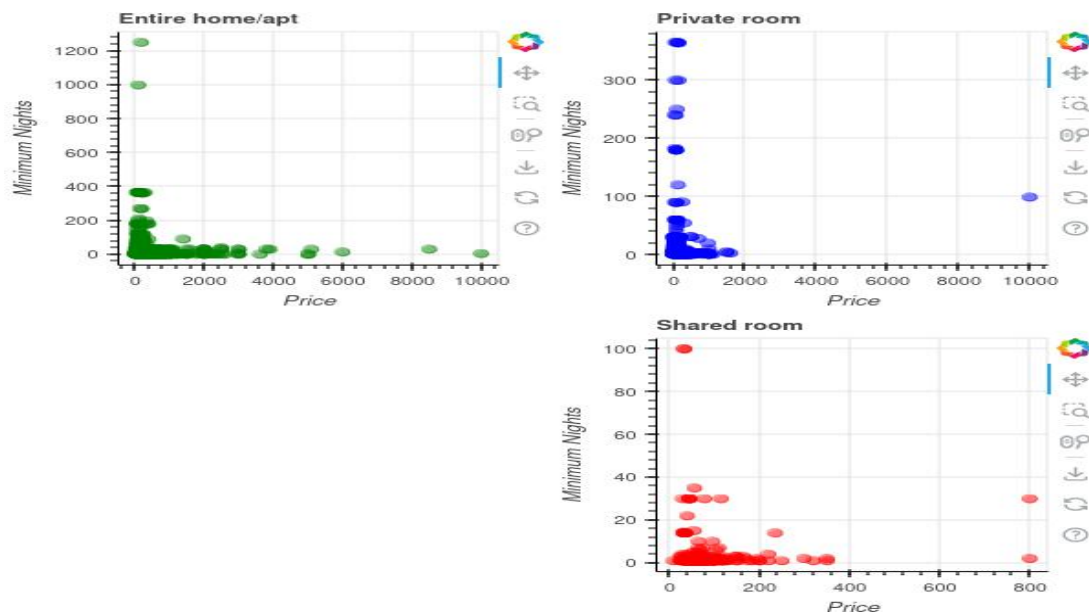 Entire home/apt
1200
1000
800
600
400
200
0
Minimum Nights
0 2000 4000 6000 8000 10000
Price
Private room
300
200
100
0
Minimum Nights
0 2000 4000 6000 8000 10000
Price
Shared room
100
80
60
40
20
0
Minimum Nights
0 200 400 600 800
Price